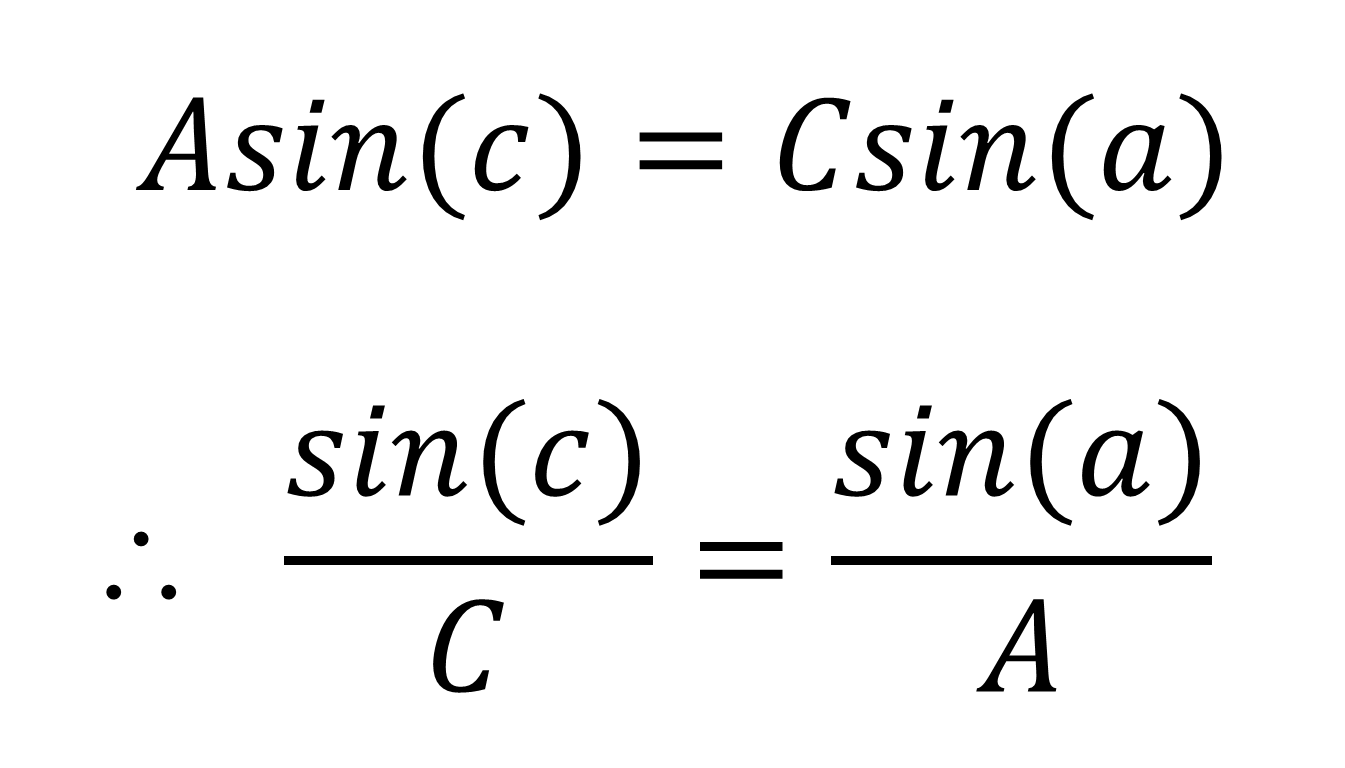 Asin(c) = Csin(a)
∴ sin(c)/C = sin(a)/A